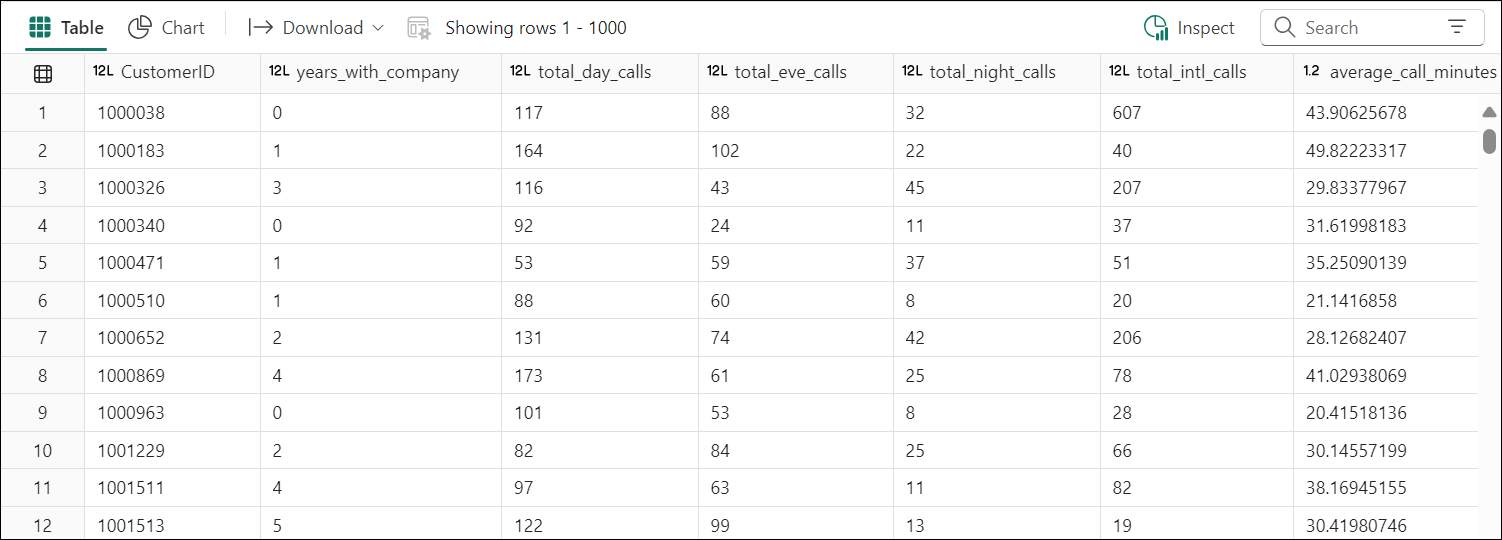 Table Chart Download Showing rows 1 - 1000 Inspect Search
12L CustomerID 12L years_with_company 12L total_day_calls 12L total_eve_calls 12L total_night_calls 12L total_intl_calls 1.2 average_call_minutes
1 1000038 0 117 88 32 607 43.90625678
2 1000183 1 164 102 22 40 49.82223317
3 1000326 3 116 43 45 207 29.83377967
4 1000340 0 92 24 11 37 31.61998183
5 1000471 1 53 59 37 51 35.25090139
6 1000510 1 88 60 8 20 21.1416858
7 1000652 2 131 74 42 206 28.12682407
8 1000869 4 173 61 25 78 41.02938069
9 1000963 0 101 53 8 28 20.41518136
10 1001229 2 82 84 25 66 30.14557199
11 1001511 4 97 63 11 82 38.16945155
12 1001513 5 122 99 13 19 30.41980746